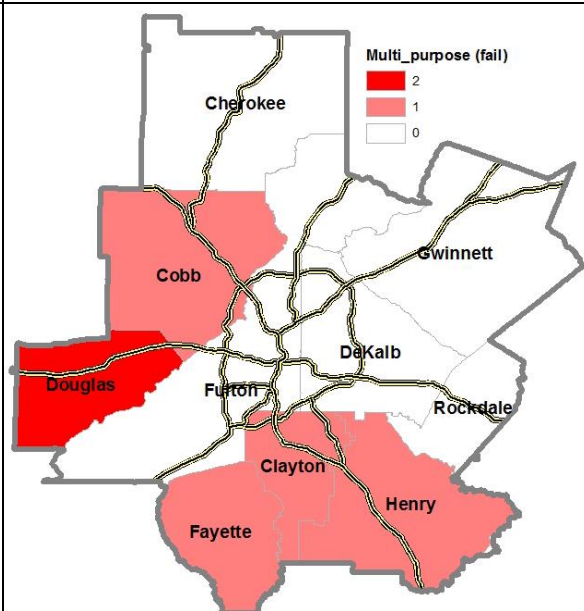 Multi_purpose (fail)
2
1
0
Cherokee
Gwinnett
Cobb
DeKalb
Douglas
Fulton
Rockdale
Clayton
Henry
Fayette